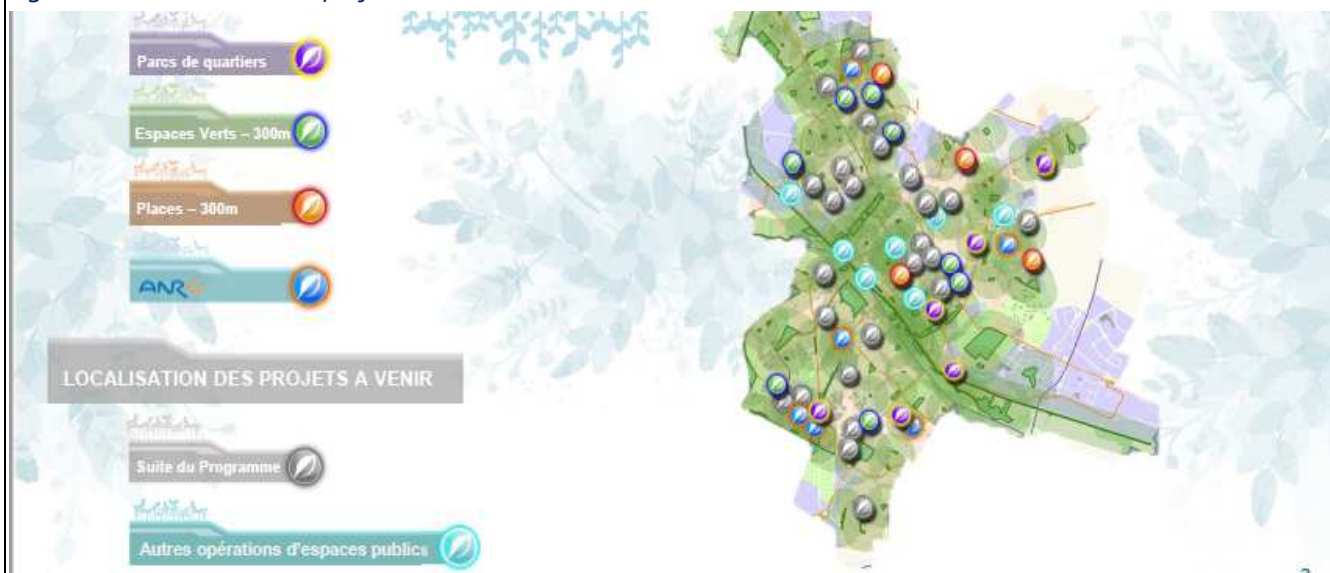 Parcs de quartiers
Espaces Verts – 300m
Places – 300m
ANRU
LOCALISATION DES PROJETS A VENIR
Suite du Programme
Autres opérations d'espaces publics